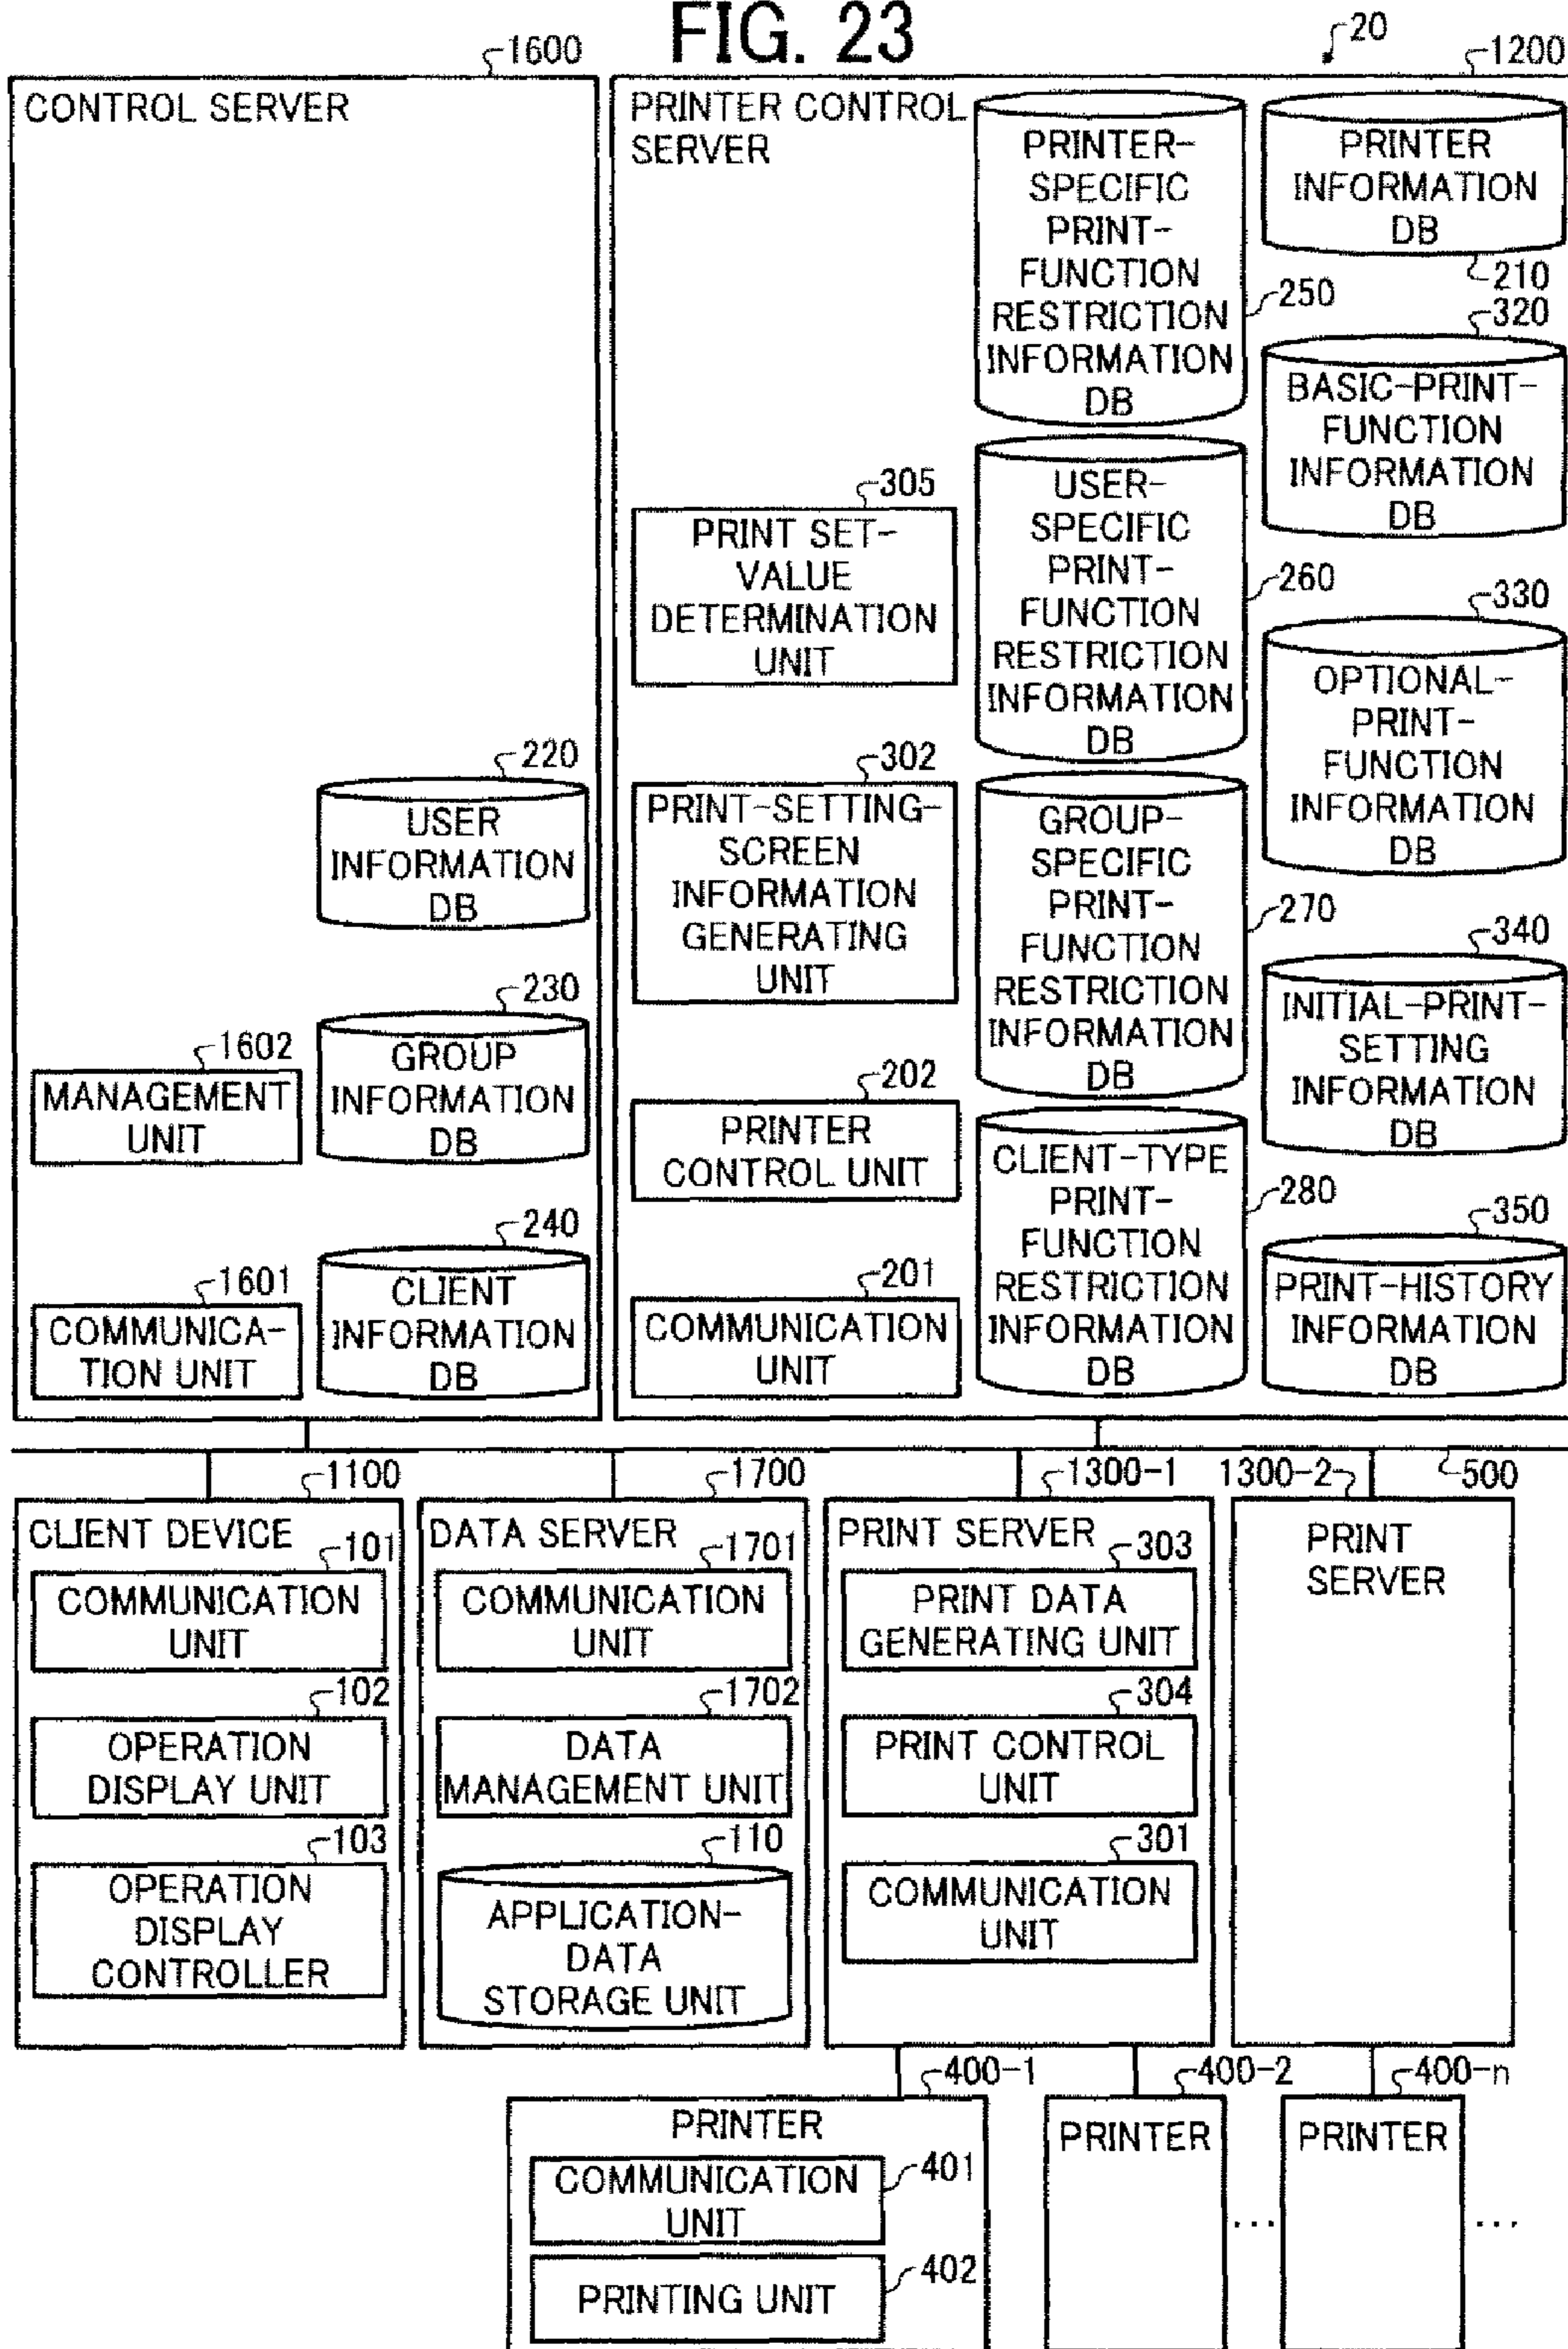 FIG. 23
20
1600
CONTROL SERVER
220
USER
INFORMATION
DB
230
GROUP
INFORMATION
DB
1602
MANAGEMENT
UNIT
240
CLIENT
INFORMATION
DB
1601
COMMUNICA-
TION UNIT
1200
PRINTER CONTROL
SERVER
305
PRINT SET-
VALUE
DETERMINATION
UNIT
302
PRINT-SETTING-
SCREEN
INFORMATION
GENERATING
UNIT
202
PRINTER
CONTROL UNIT
201
COMMUNICATION
UNIT
PRINTER-
SPECIFIC
PRINT-
FUNCTION
RESTRICTION
INFORMATION
DB
250
USER-
SPECIFIC
PRINT-
FUNCTION
RESTRICTION
INFORMATION
DB
260
GROUP-
SPECIFIC
PRINT-
FUNCTION
RESTRICTION
INFORMATION
DB
270
CLIENT-TYPE
PRINT-
FUNCTION
RESTRICTION
INFORMATION
DB
280
PRINTER
INFORMATION
DB
210
320
BASIC-PRINT-
FUNCTION
INFORMATION
DB
330
OPTIONAL-
PRINT-
FUNCTION
INFORMATION
DB
340
INITIAL-PRINT-
SETTING
INFORMATION
DB
350
PRINT-HISTORY
INFORMATION
DB
500
1100
CLIENT DEVICE
101
COMMUNICATION
UNIT
102
OPERATION
DISPLAY UNIT
103
OPERATION
DISPLAY
CONTROLLER
1700
DATA SERVER
1701
COMMUNICATION
UNIT
1702
DATA
MANAGEMENT UNIT
110
APPLICATION-
DATA
STORAGE UNIT
1300-1
PRINT SERVER
303
PRINT DATA
GENERATING UNIT
304
PRINT CONTROL
UNIT
301
COMMUNICATION
UNIT
1300-2
PRINT
SERVER
400-1
PRINTER
COMMUNICATION
UNIT
401
PRINTING UNIT
402
400-2
PRINTER
...
400-n
PRINTER
...